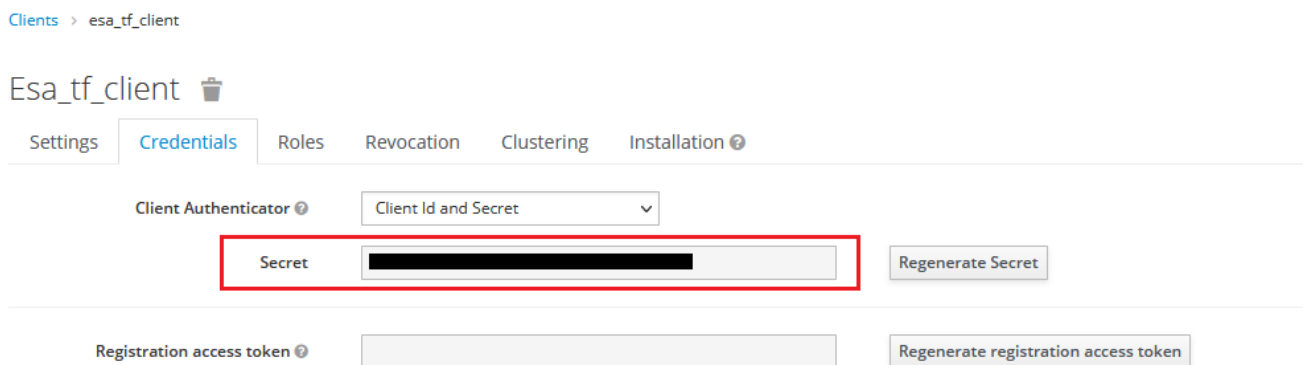 Clients > esa_tf_client
Esa_tf_client
Settings Credentials Roles Revocation Clustering Installation ?
Client Authenticator ? Client Id and Secret
Secret Regenerate Secret
Registration access token ? Regenerate registration access token